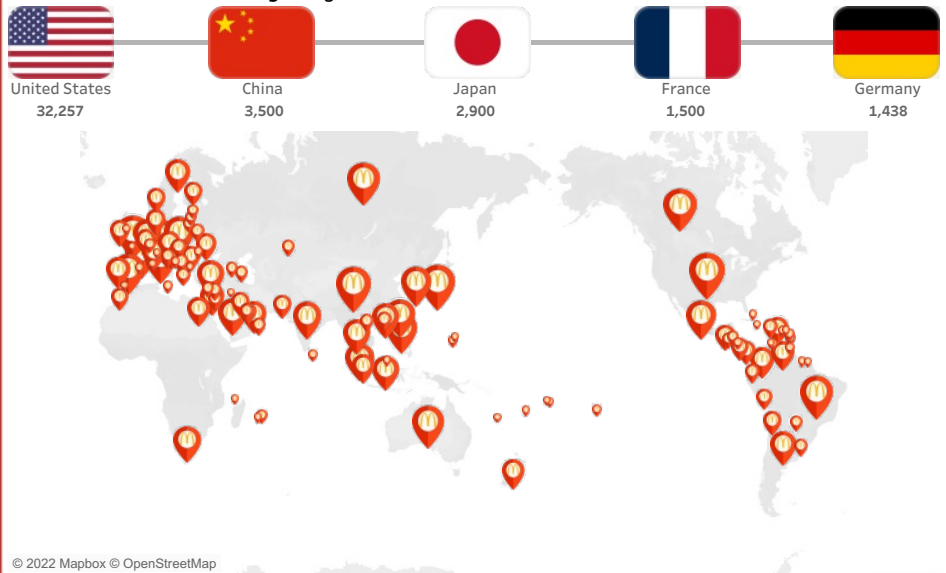 United States
China
Japan
France
Germany
32,257
3,500
2,900
1,500
1,438
© 2022 Mapbox © OpenStreetMap